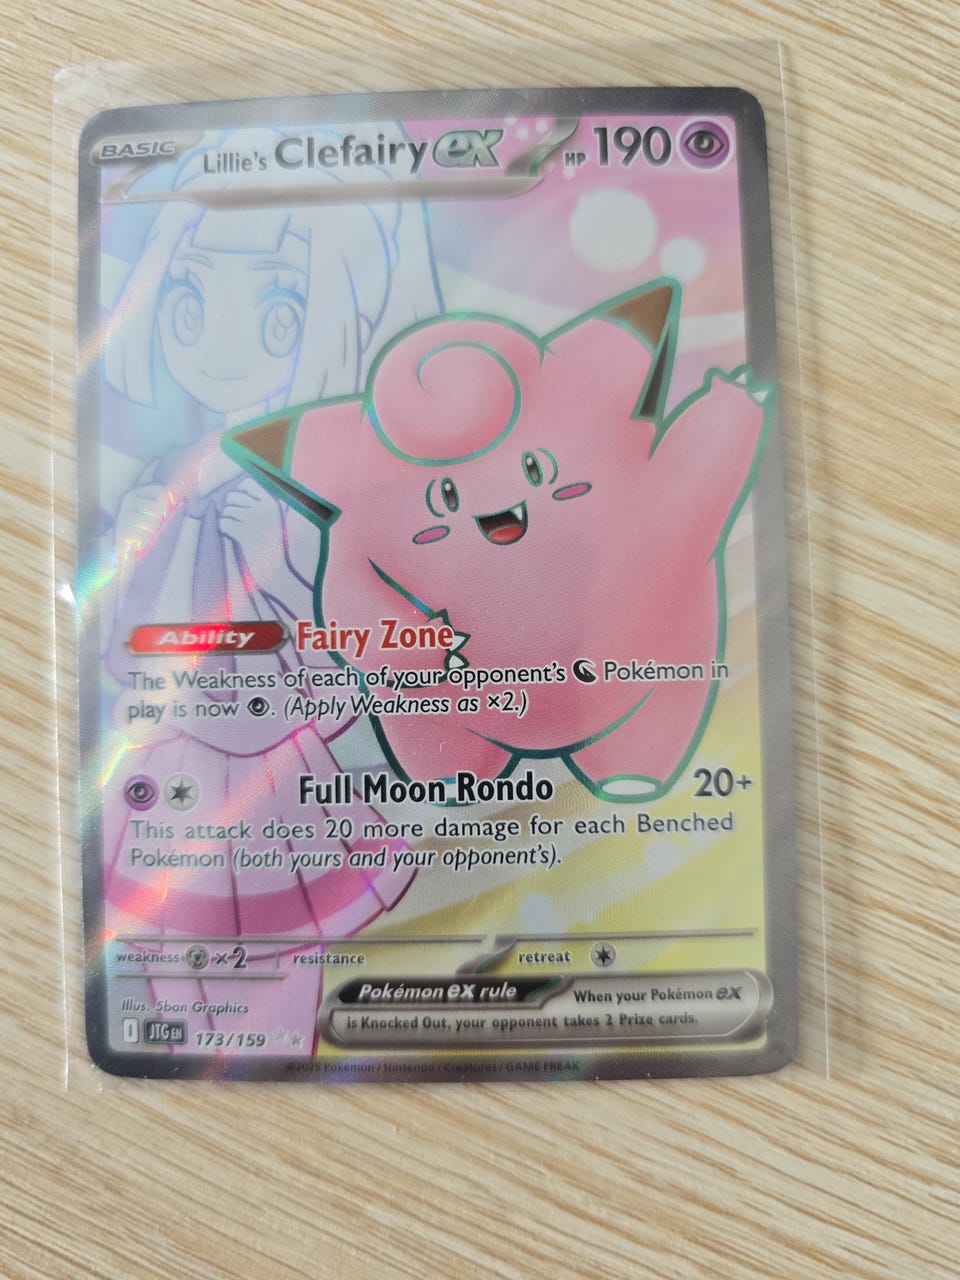 BASIC Lillie's Clefairy ex HP 190
Ability Fairy Zone
The Weakness of each of your opponent's Pokémon in
play is now . (Apply Weakness as ×2.)
Full Moon Rondo 20+
This attack does 20 more damage for each Benched
Pokémon (both yours and your opponent's).
weakness ×2 resistance retreat
Pokémon ex rule When your Pokémon ex
is Knocked Out, your opponent takes 2 Prize cards.
Illus. 5ban Graphics
I JTG EN 173/159
©2025 Pokémon / Nintendo / Creatures / GAME FREAK